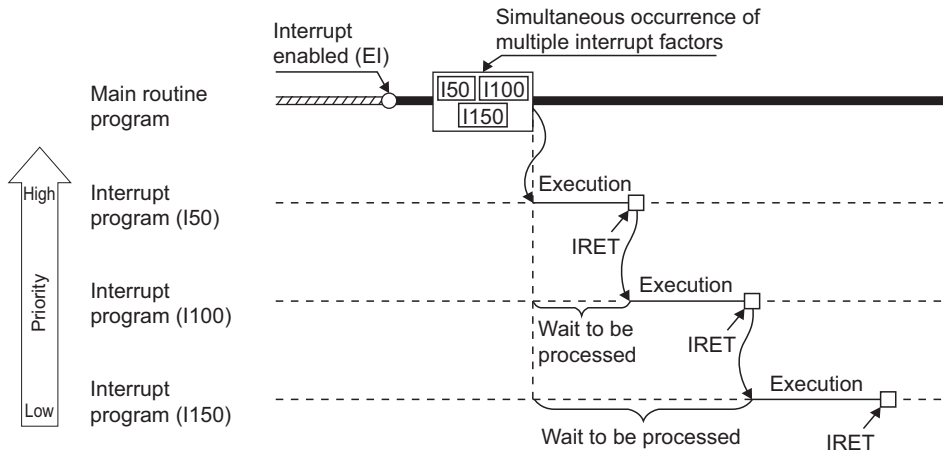 Simultaneous occurrence of
multiple interrupt factors
Interrupt
enabled (EI)
I50 I100
I150
Main routine
program
High
Priority
Low
Interrupt
program (I50)
Execution
IRET
Interrupt
program (I100)
Execution
Wait to be
processed
IRET
Interrupt
program (I150)
Execution
Wait to be processed
IRET